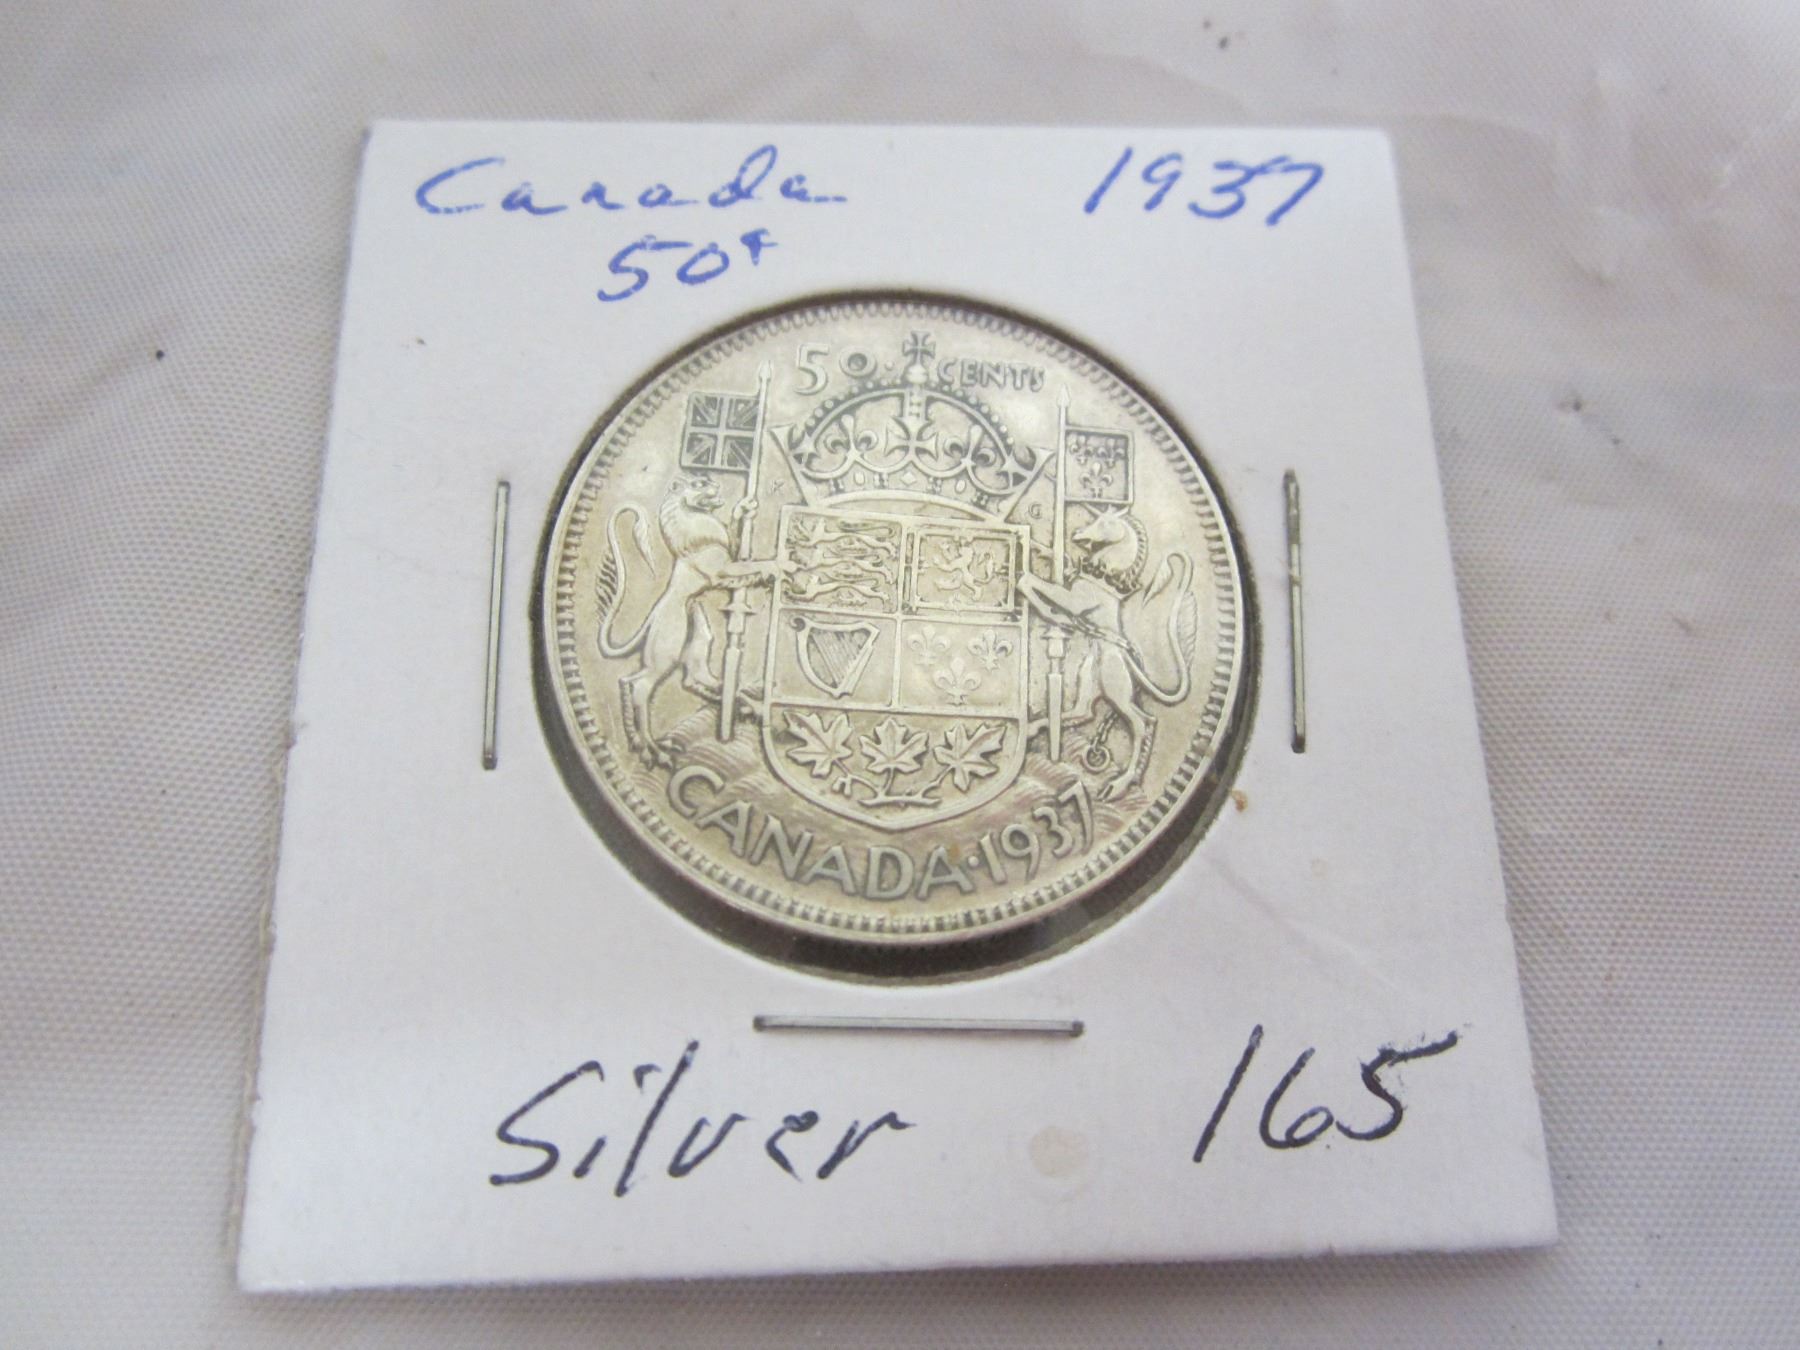 Canada 1937
50¢
50 · CENTS
K G
CANADA · 1937
Silver 165